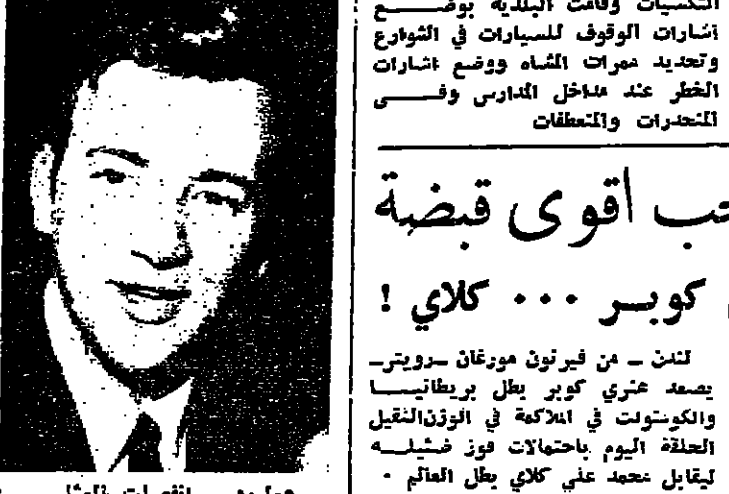 التكسيات وقامت البلدية بوضع
اشارات الوقوف للسيارات في الشوارع
وتحديد ممرات المشاه ووضع اشارات
الخطر عند مداخل المدارس وفي
المنحدرات والمنعطفات
اقوى قبضة
كوبر ... كلاي !
لندن - من فيرنون مورغان - رويتر -
يصعد هنري كوبر بطل بريطانيا
والكومنولث في الملاكمة في الوزن الثقيل
الحلقة اليوم باحتمالات فوز ضئيله
ليقابل محمد علي كلاي بطل العالم .